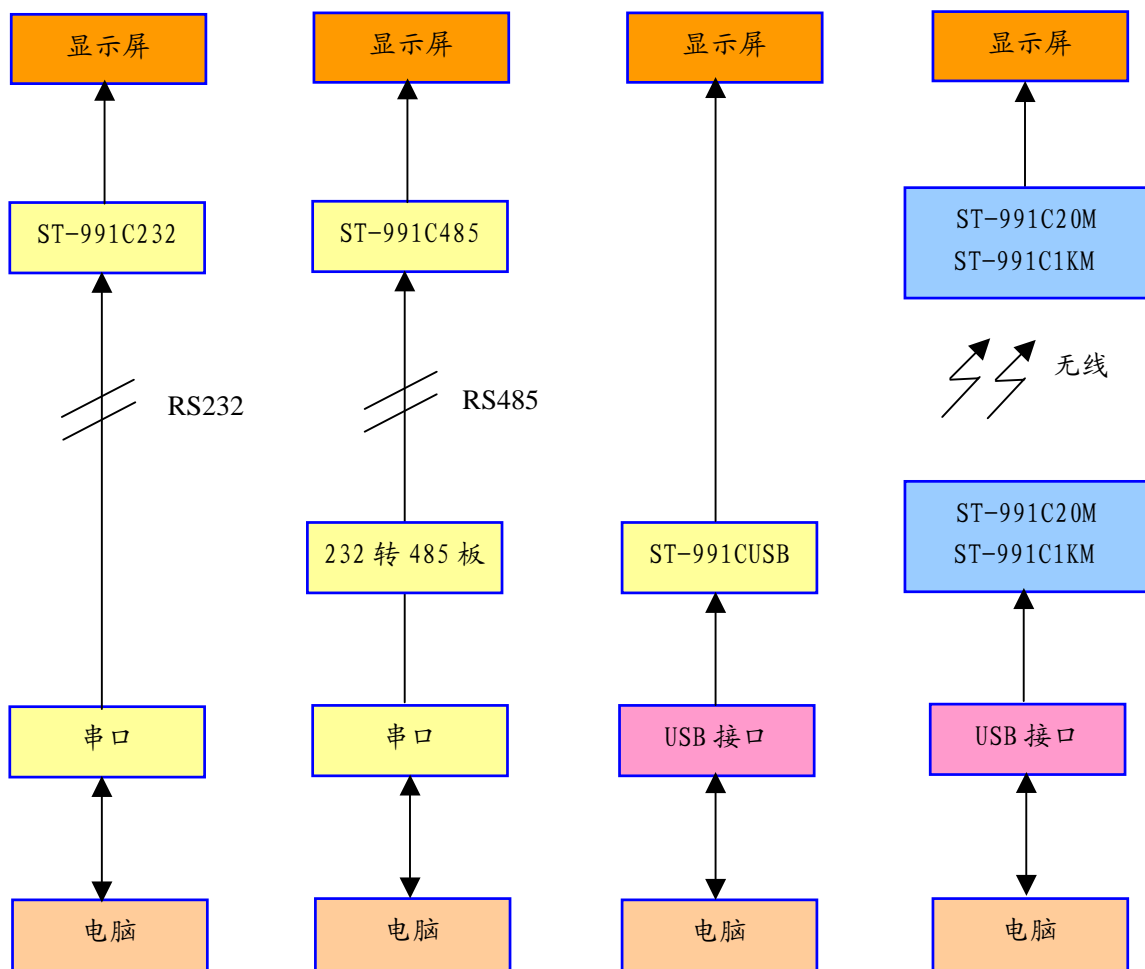 显示屏
显示屏
显示屏
显示屏
ST-991C232
ST-991C485
ST-991C20M
ST-991C1KM
RS232
RS485
无线
232 转 485 板
ST-991CUSB
ST-991C20M
ST-991C1KM
串口
串口
USB 接口
USB 接口
电脑
电脑
电脑
电脑